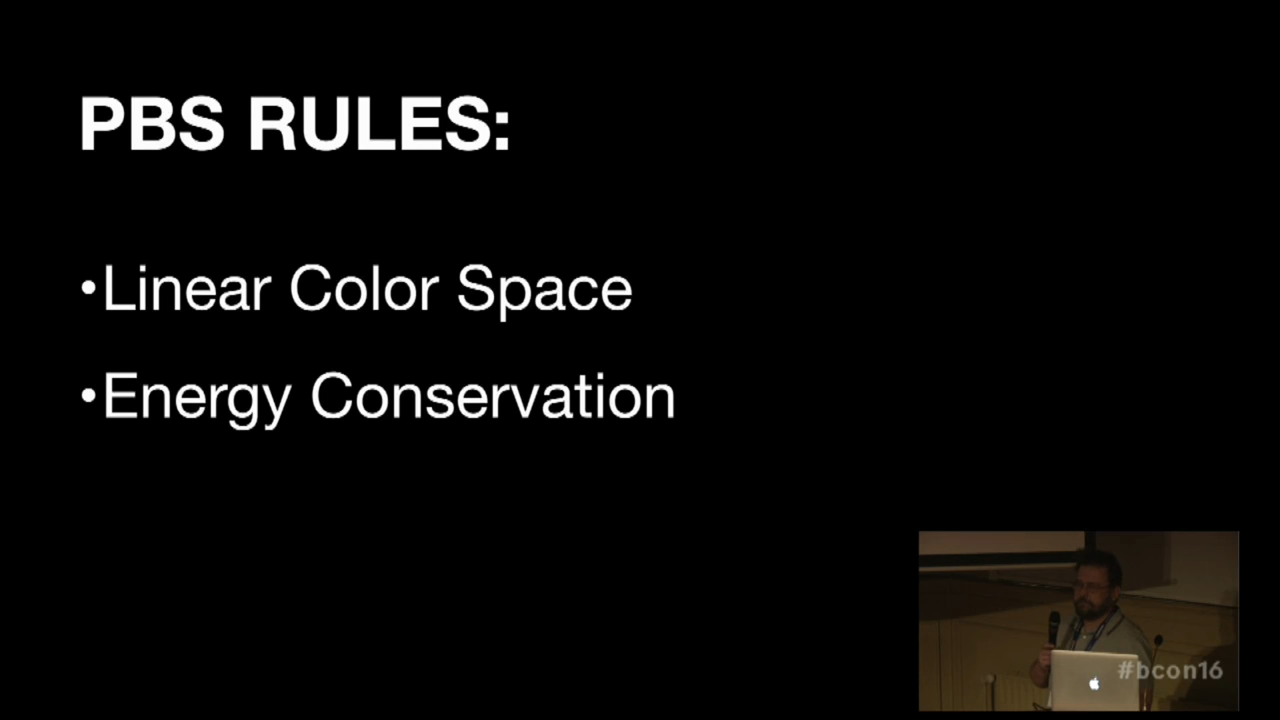 PBS RULES:
•Linear Color Space
•Energy Conservation
#bcon16